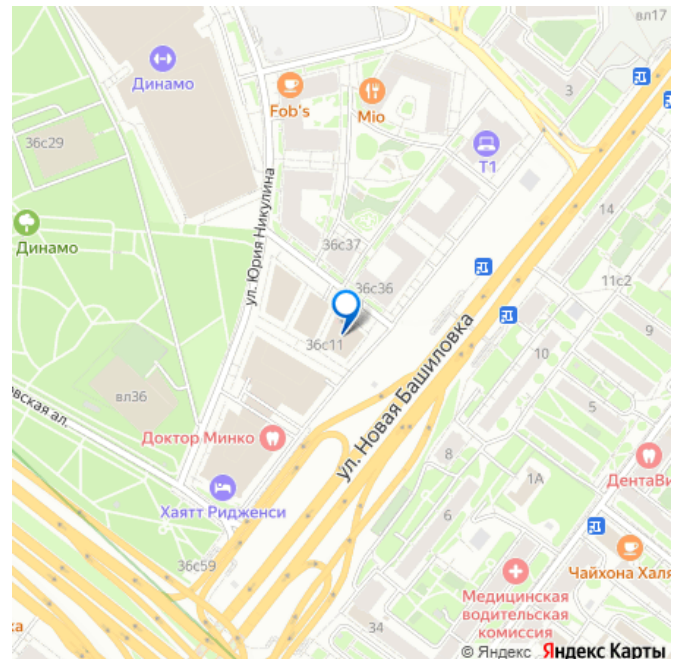 вл17
Динамо
Fob's
Mio
3
36с29
Т1
ул. Юрия Никулина
14
Динамо
36с37
11с2
36с36
9
36с11
10
ул. Новая Башиловка
вл36
5
вская ал.
Доктор Минко
8
1А
ДентаВи
Хаятт Ридженси
6
Чайхона Халя
36с59
Медицинская
водительская
комиссия
ка
34
© Яндекс Яндекс Карты